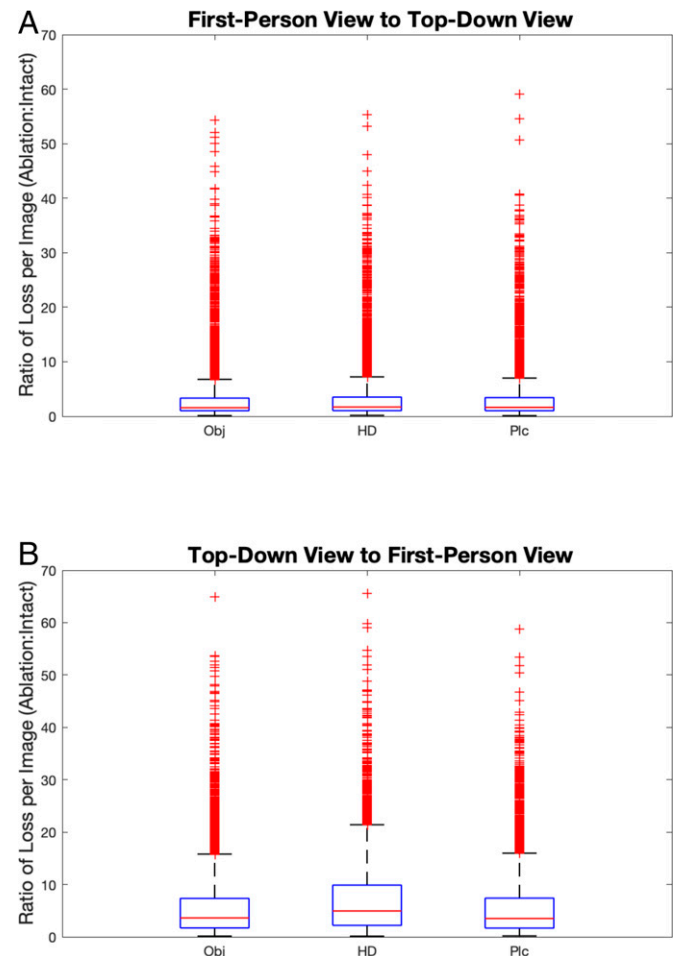 A
First-Person View to Top-Down View
70
60
50
40
30
20
10
0
Ratio of Loss per Image (Ablation:Intact)
Obj HD Plc
B
Top-Down View to First-Person View
70
60
50
40
30
20
10
0
Ratio of Loss per Image (Ablation:Intact)
Obj HD Plc